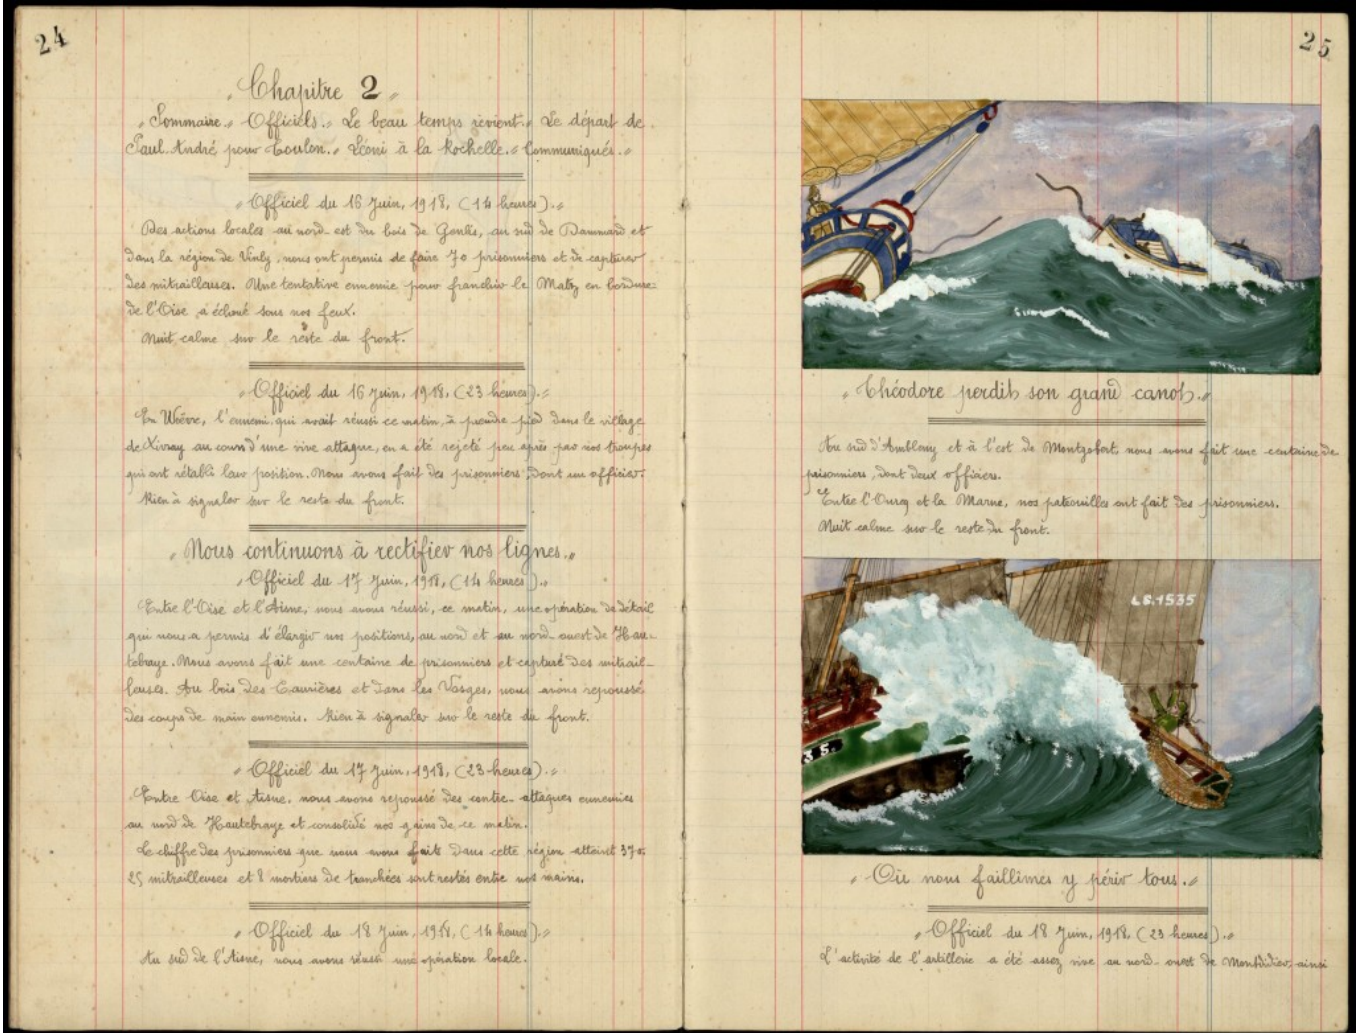 24
„ Chapitre 2 „
„ Sommaire. „ Officiels. „ Le beau temps revient. „ Le départ de
Paul. André pour Toulon. „ Léoni à la Rochelle. „ Communiqués. „
„ Officiel du 16 Juin, 1918, (14 heures). „
Des actions locales au nord-est du bois de Genlis, au sud de Dammard et
dans la région de Vinly, nous ont permis de faire 70 prisonniers et de capturer
des mitrailleuses. Une tentative ennemie pour franchir le Matz en bordure
de l'Oise, a échoué sous nos feux.
Nuit calme sur le reste du front.
„ Officiel du 16 Juin, 1918, (23 heures). „
En Woëvre, l'ennemi qui avait réussi ce matin, à prendre pied dans le village
de Xivray au cours d'une vive attaque, en a été rejeté peu après par nos troupes
qui ont rétabli leur position. Nous avons fait des prisonniers, dont un officier.
Rien à signaler sur le reste du front.
„ Nous continuons à rectifier nos lignes. „
„ Officiel du 17 Juin, 1918, (14 heures). „
Entre l'Oise et l'Aisne, nous avons réussi, ce matin, une opération de détail
qui nous a permis d'élargir nos positions, au nord et au nord-ouest de Hau-
tebraye. Nous avons fait une centaine de prisonniers et capturé des mitrail-
leuses. Au bois des Caurières et dans les Vosges, nous avons repoussé
des coups de main ennemis. Rien à signaler sur le reste du front.
„ Officiel du 17 Juin, 1918, (23 heures). „
Entre Oise et Aisne, nous avons repoussé des contre-attaques ennemies
au nord de Hautebraye et consolidé nos gains de ce matin.
Le chiffre des prisonniers que nous avons faits dans cette région atteint 370.
25 mitrailleuses et 8 mortiers de tranchées sont restés entre nos mains.
„ Officiel du 18 Juin, 1918, (14 heures). „
Au sud de l'Aisne, nous avons réussi une opération locale.
25
„ Théodore perdit son grand canot. „
Au sud d'Ambleny et à l'est de Montgobert, nous avons fait une centaine de
prisonniers, dont deux officiers.
Entre l'Ourcq et la Marne, nos patrouilles ont fait des prisonniers.
Nuit calme sur le reste du front.
LS.1535
35.
„ Où nous faillîmes y périr tous. „
„ Officiel du 18 Juin, 1918, (23 heures). „
L'activité de l'artillerie a été assez vive au nord-ouest de Montdidier, ainsi